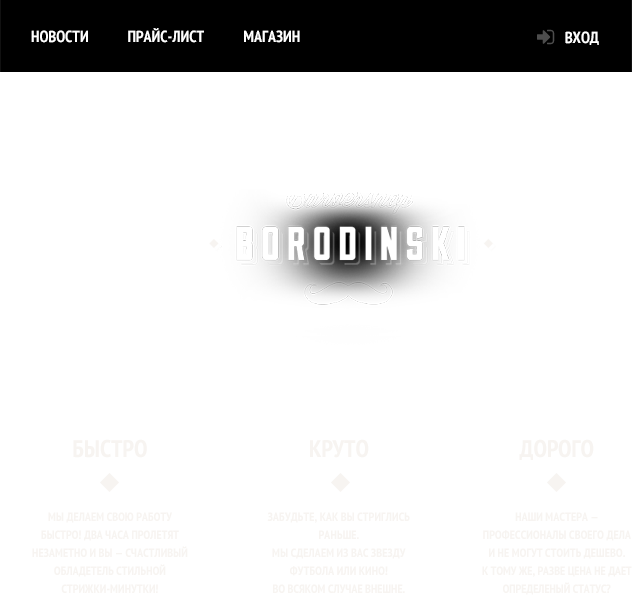 НОВОСТИ ПРАЙС-ЛИСТ МАГАЗИН ВХОД
BORODINSKI
БЫСТРО КРУТО ДОРОГО
МЫ ДЕЛАЕМ СВОЮ РАБОТУ
БЫСТРО! ДВА ЧАСА ПРОЛЕТЯТ
НЕЗАМЕТНО И ВЫ — СЧАСТЛИВЫЙ
ОБЛАДАТЕЛЬ СТИЛЬНОЙ
СТРИЖКИ-МИНУТКИ!
ЗАБУДЬТЕ, КАК ВЫ СТРИГЛИСЬ
РАНЬШЕ.
МЫ СДЕЛАЕМ ИЗ ВАС ЗВЕЗДУ
ФУТБОЛА ИЛИ КИНО!
ВО ВСЯКОМ СЛУЧАЕ ВНЕШНЕ.
НАШИ МАСТЕРА —
ПРОФЕССИОНАЛЫ СВОЕГО ДЕЛА
И НЕ МОГУТ СТОИТЬ ДЕШЕВО.
К ТОМУ ЖЕ, РАЗВЕ ЦЕНА НЕ ДАЕТ
ОПРЕДЕЛЕННЫЙ СТАТУС?